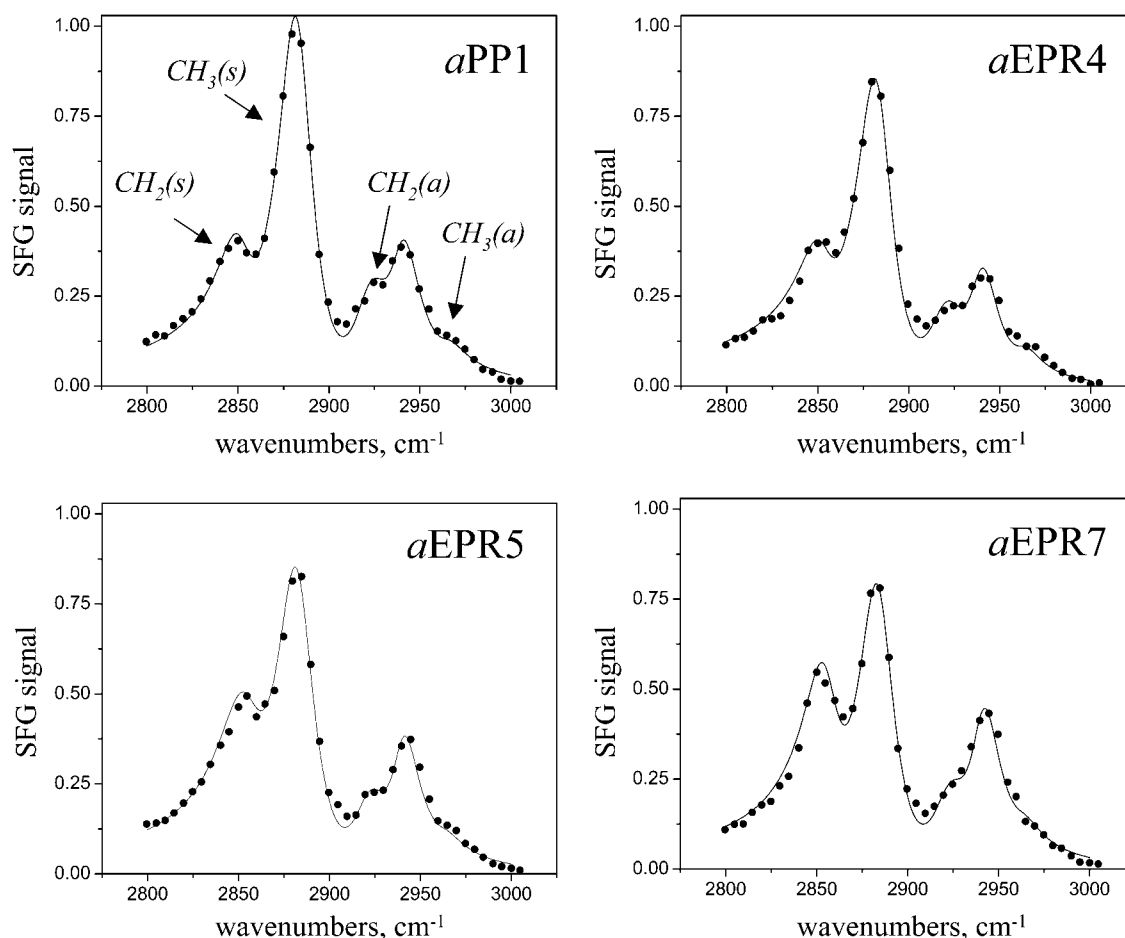 aPP1
1.00
0.75
0.50
0.25
0.00
SFG signal
CH₃(s)
CH₂(s)
CH₂(a)
CH₃(a)
2800 2850 2900 2950 3000
wavenumbers, cm⁻¹
aEPR4
1.00
0.75
0.50
0.25
0.00
SFG signal
2800 2850 2900 2950 3000
wavenumbers, cm⁻¹
aEPR5
1.00
0.75
0.50
0.25
0.00
SFG signal
2800 2850 2900 2950 3000
wavenumbers, cm⁻¹
aEPR7
1.00
0.75
0.50
0.25
0.00
SFG signal
2800 2850 2900 2950 3000
wavenumbers, cm⁻¹